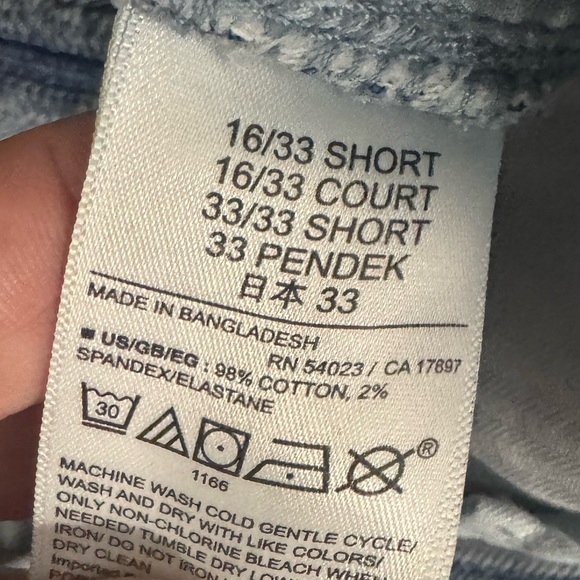 16/33 SHORT
16/33 COURT
33/33 SHORT
33 PENDEK
日本 33
MADE IN BANGLADESH
RN 54023 / CA 17897
US/GB/EG : 98% COTTON, 2%
SPANDEX/ELASTANE
30
®
1166
MACHINE WASH COLD GENTLE CYCLE/
WASH AND DRY WITH LIKE COLORS/
ONLY NON-CHLORINE BLEACH WHEN
NEEDED/ TUMBLE DRY LOW
IRON/ DO NOT IRON
DRY CLEAN
Imported